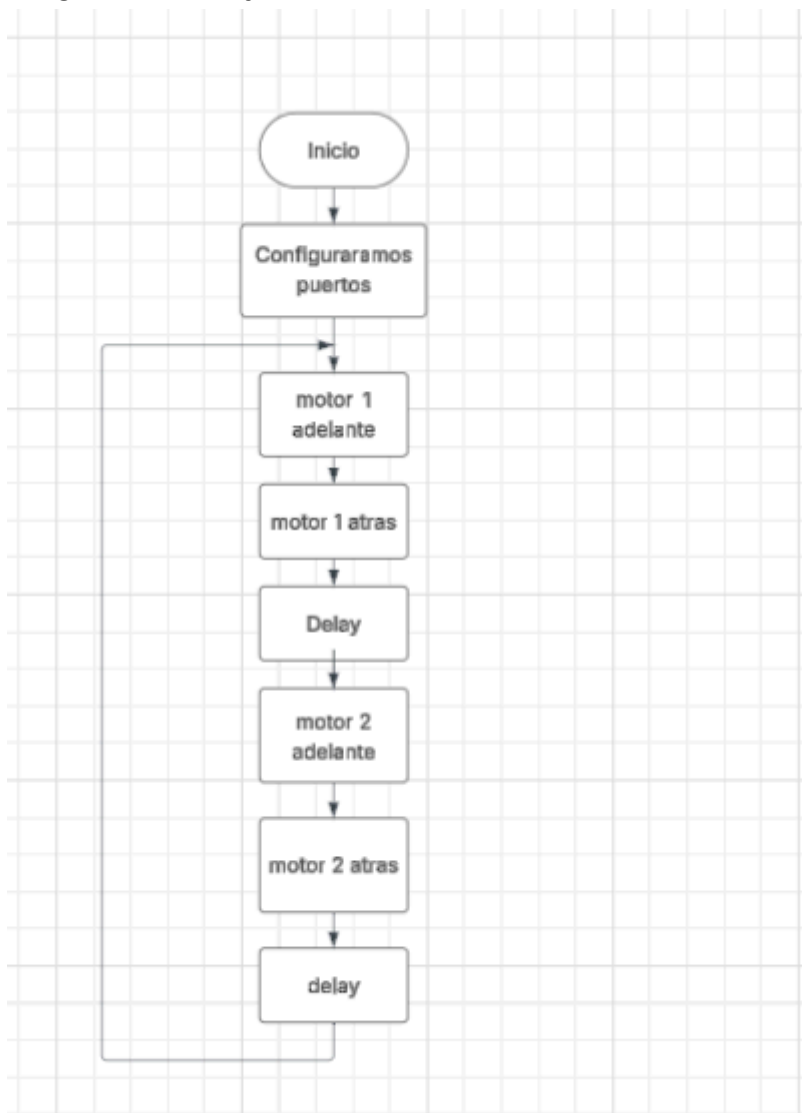 Inicio
Configuraramos
puertos
motor 1
adelante
motor 1 atras
Delay
motor 2
adelante
motor 2 atras
delay